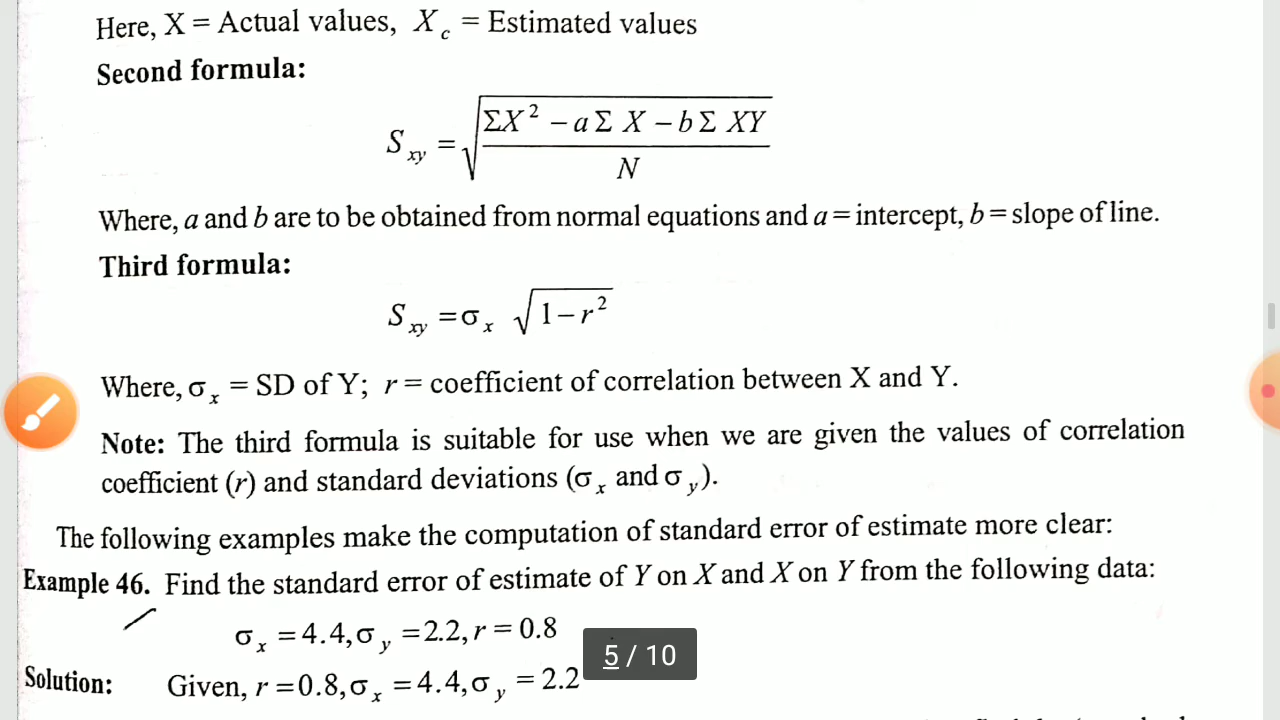 Here, X = Actual values, X_c = Estimated values
Second formula:
S_xy = √((ΣX² − aΣ X − bΣ XY) / N)
Where, a and b are to be obtained from normal equations and a = intercept, b = slope of line.
Third formula:
S_xy = σ_x √(1 − r²)
Where, σ_x = SD of Y; r = coefficient of correlation between X and Y.
Note: The third formula is suitable for use when we are given the values of correlation
coefficient (r) and standard deviations (σ_x and σ_y).
The following examples make the computation of standard error of estimate more clear:
Example 46. Find the standard error of estimate of Y on X and X on Y from the following data:
σ_x = 4.4, σ_y = 2.2, r = 0.8
5 / 10
Solution: Given, r = 0.8, σ_x = 4.4, σ_y = 2.2